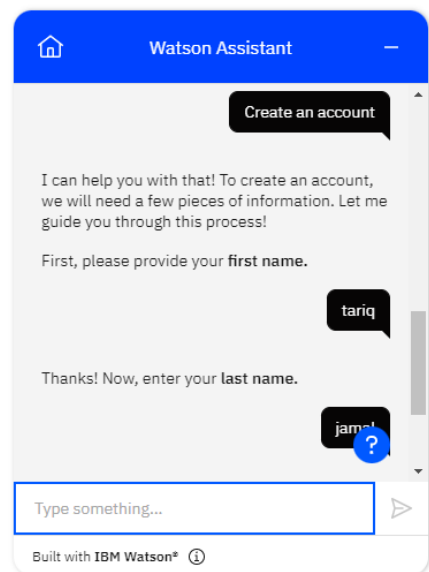 Watson Assistant
Create an account
I can help you with that! To create an account,
we will need a few pieces of information. Let me
guide you through this process!
First, please provide your first name.
tariq
Thanks! Now, enter your last name.
?
Type something...
Built with IBM Watson®